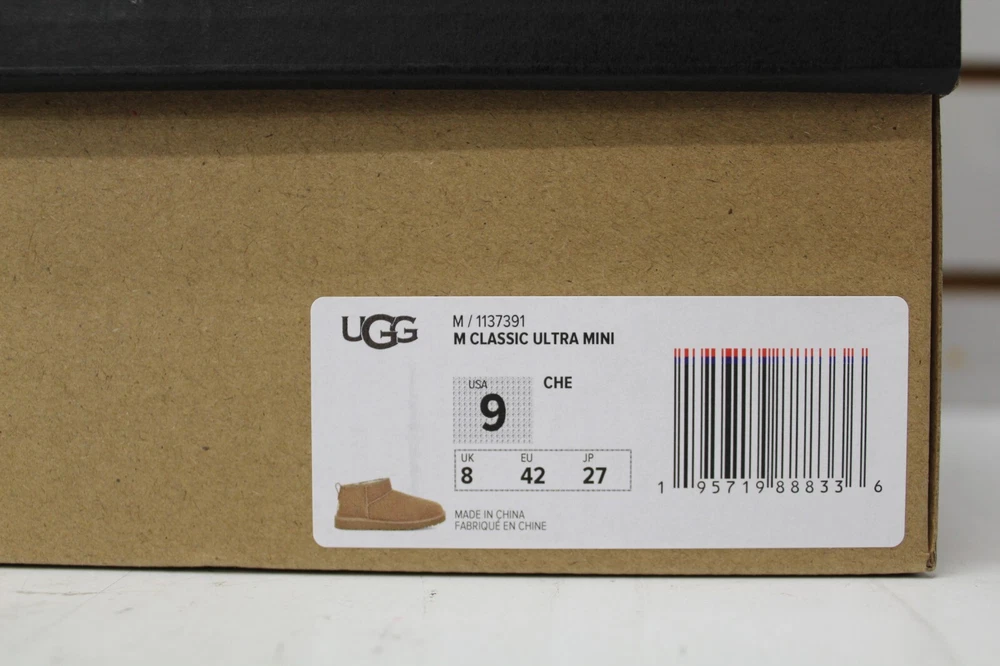 UGG
M / 1137391
M CLASSIC ULTRA MINI
USA
9
CHE
UK EU JP
8 42 27
MADE IN CHINA
FABRIQUÉ EN CHINE
1 95719 88833 6